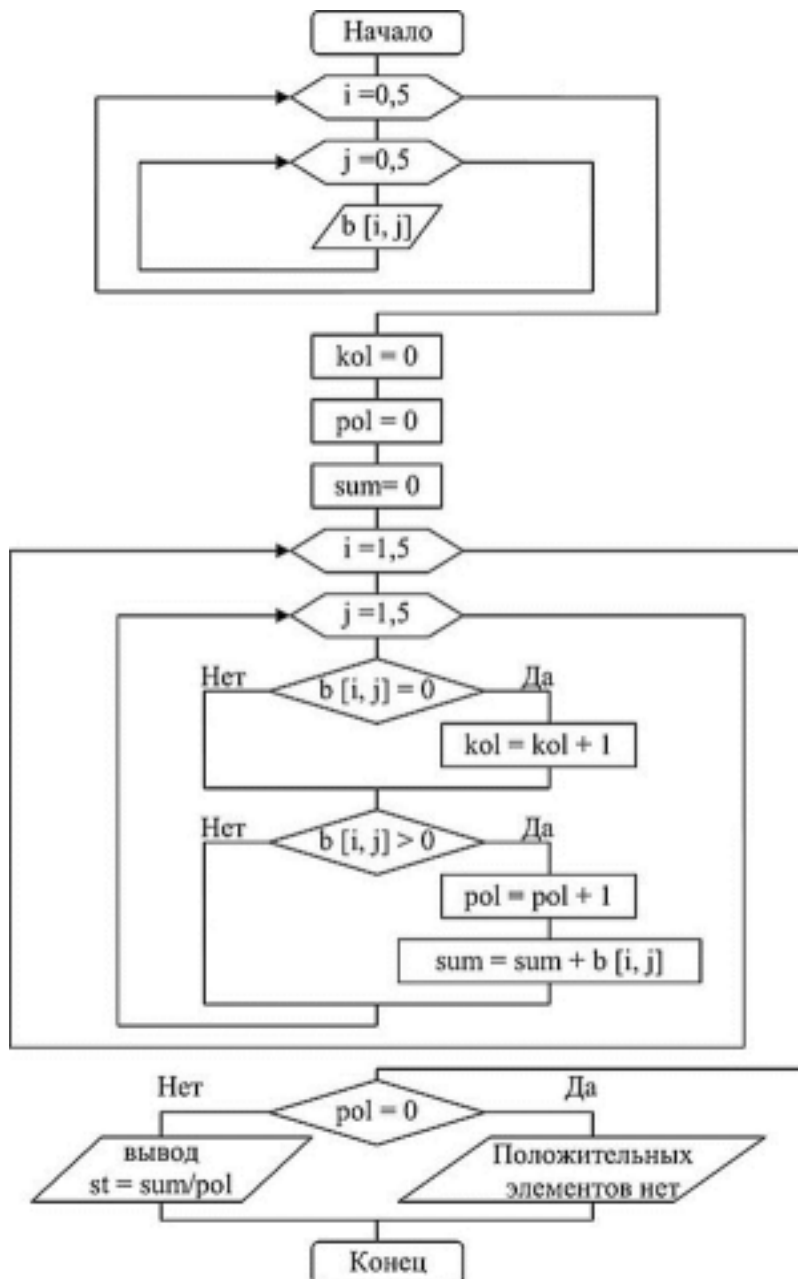 Начало
i =0,5
j =0,5
b [i, j]
kol = 0
pol = 0
sum= 0
i =1,5
j =1,5
Нет
b [i, j] = 0
Да
kol = kol + 1
Нет
b [i, j] > 0
Да
pol = pol + 1
sum = sum + b [i, j]
Нет
pol = 0
Да
вывод
st = sum/pol
Положительных
элементов нет
Конец